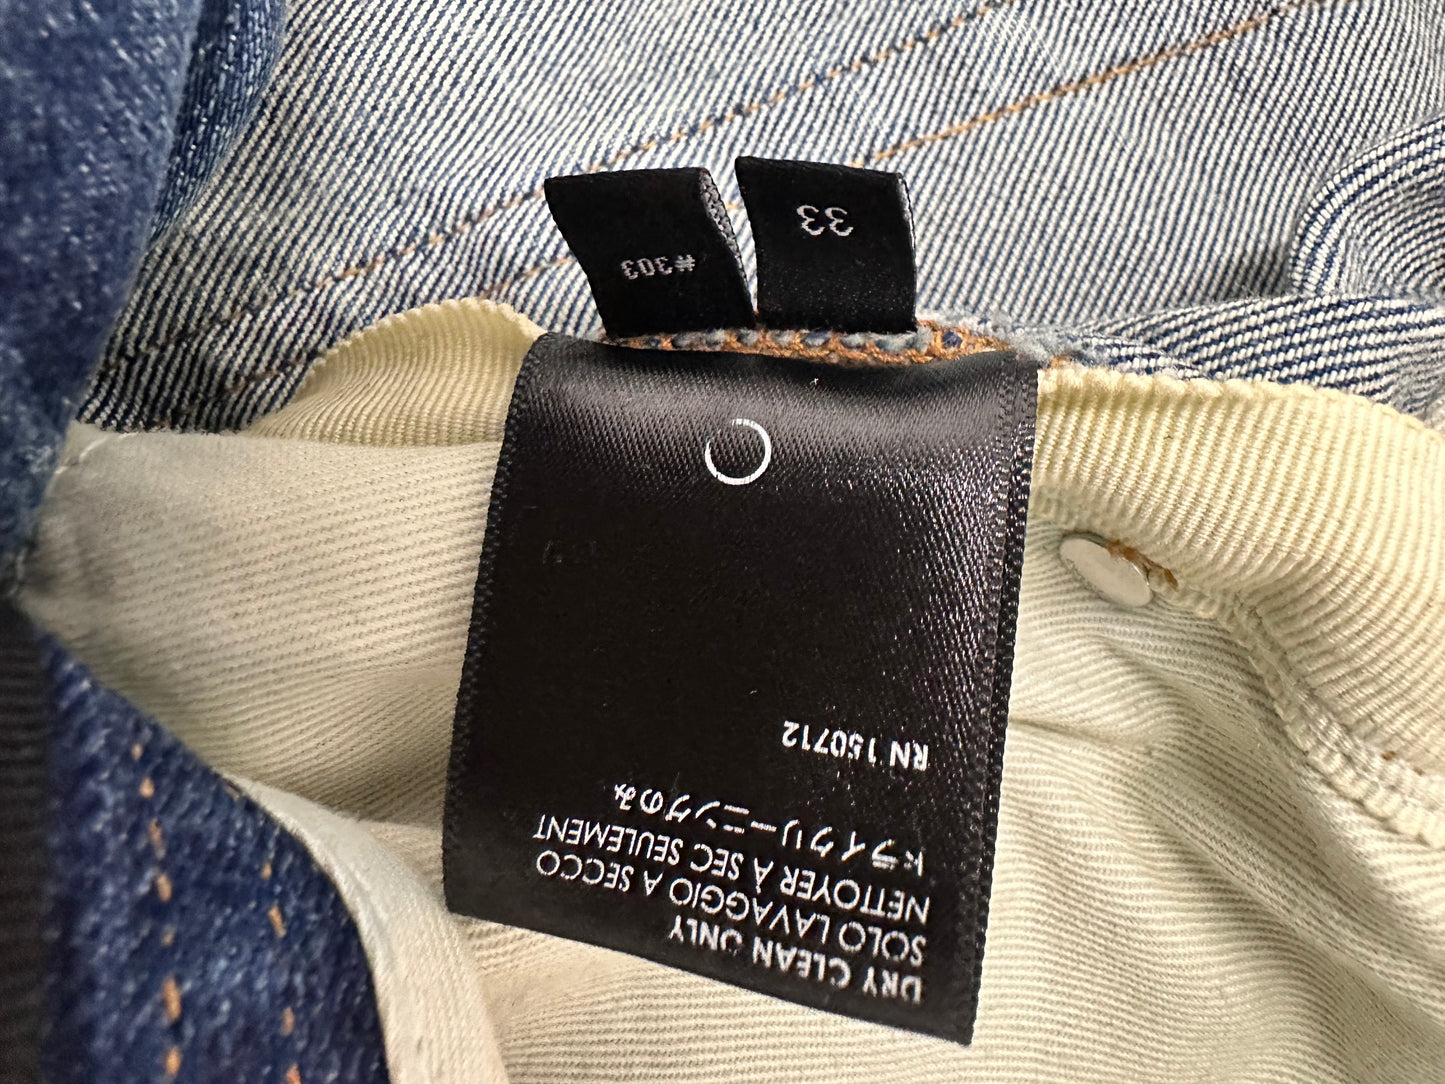 #303
33
DRY CLEAN ONLY
SOLO LAVAGGIO A SECCO
NETTOYER À SEC SEULEMENT
ドライクリーニングのみ
RN 150712